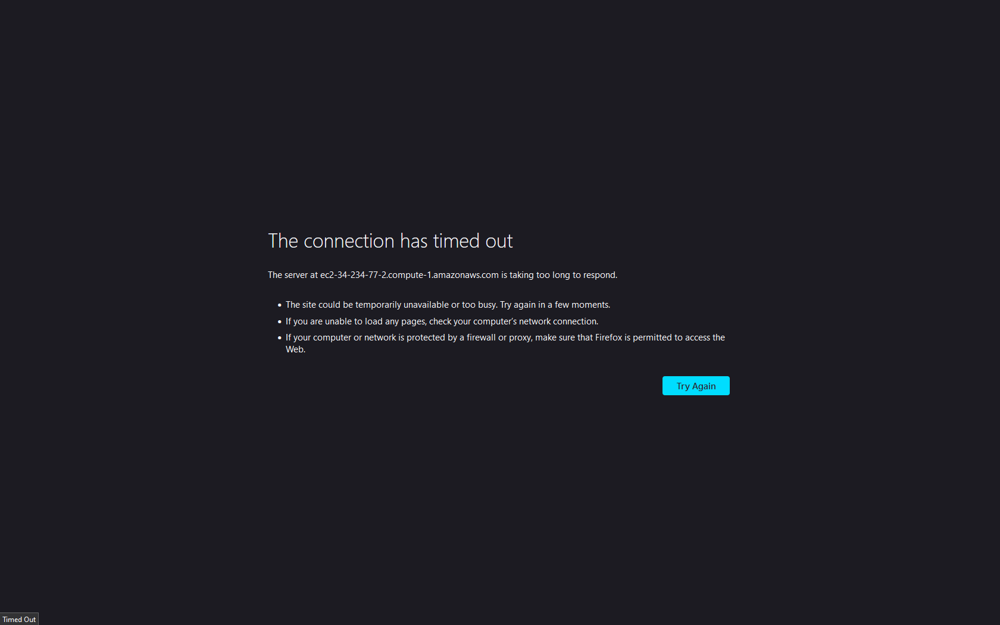 The connection has timed out
The server at ec2-34-234-77-2.compute-1.amazonaws.com is taking too long to respond.
• The site could be temporarily unavailable or too busy. Try again in a few moments.
• If you are unable to load any pages, check your computer’s network connection.
• If your computer or network is protected by a firewall or proxy, make sure that Firefox is permitted to access the
Web.
Try Again
Timed Out